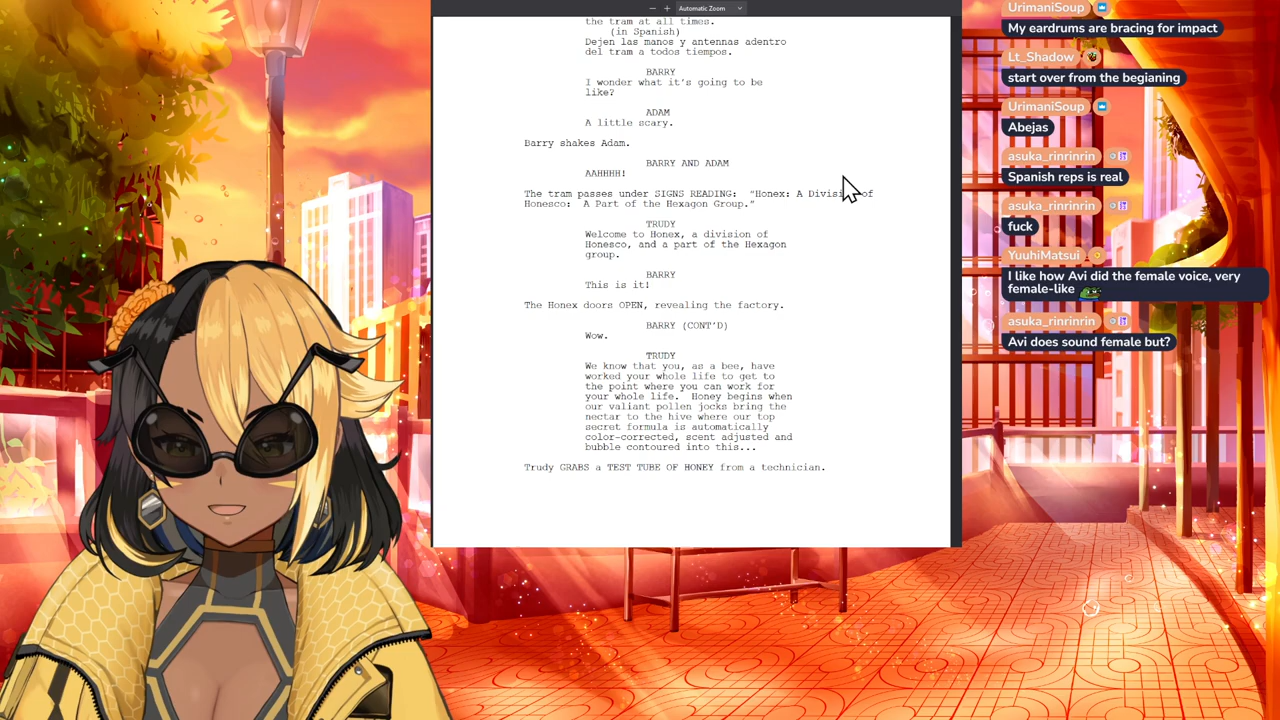 Automatic Zoom
the tram at all times.
(in Spanish)
Dejen las manos y antennas adentro
del tram a todos tiempos.
BARRY
I wonder what it's going to be
like?
ADAM
A little scary.
Barry shakes Adam.
BARRY AND ADAM
AAHHHH!
The tram passes under SIGNS READING: "Honex: A Division of
Honesco: A Part of the Hexagon Group."
TRUDY
Welcome to Honex, a division of
Honesco, and a part of the Hexagon
group.
BARRY
This is it!
The Honex doors OPEN, revealing the factory.
BARRY (CONT'D)
Wow.
TRUDY
We know that you, as a bee, have
worked your whole life to get to
the point where you can work for
your whole life. Honey begins when
our valiant pollen jocks bring the
nectar to the hive where our top
secret formula is automatically
color-corrected, scent adjusted and
bubble contoured into this...
Trudy GRABS a TEST TUBE OF HONEY from a technician.
UrimaniSoup
My eardrums are bracing for impact
Lt_Shadow
start over from the begianing
UrimaniSoup
Abejas
asuka_rinrinrin
Spanish reps is real
asuka_rinrinrin
fuck
YuuhiMatsui
I like how Avi did the female voice, very
female-like
asuka_rinrinrin
Avi does sound female but?